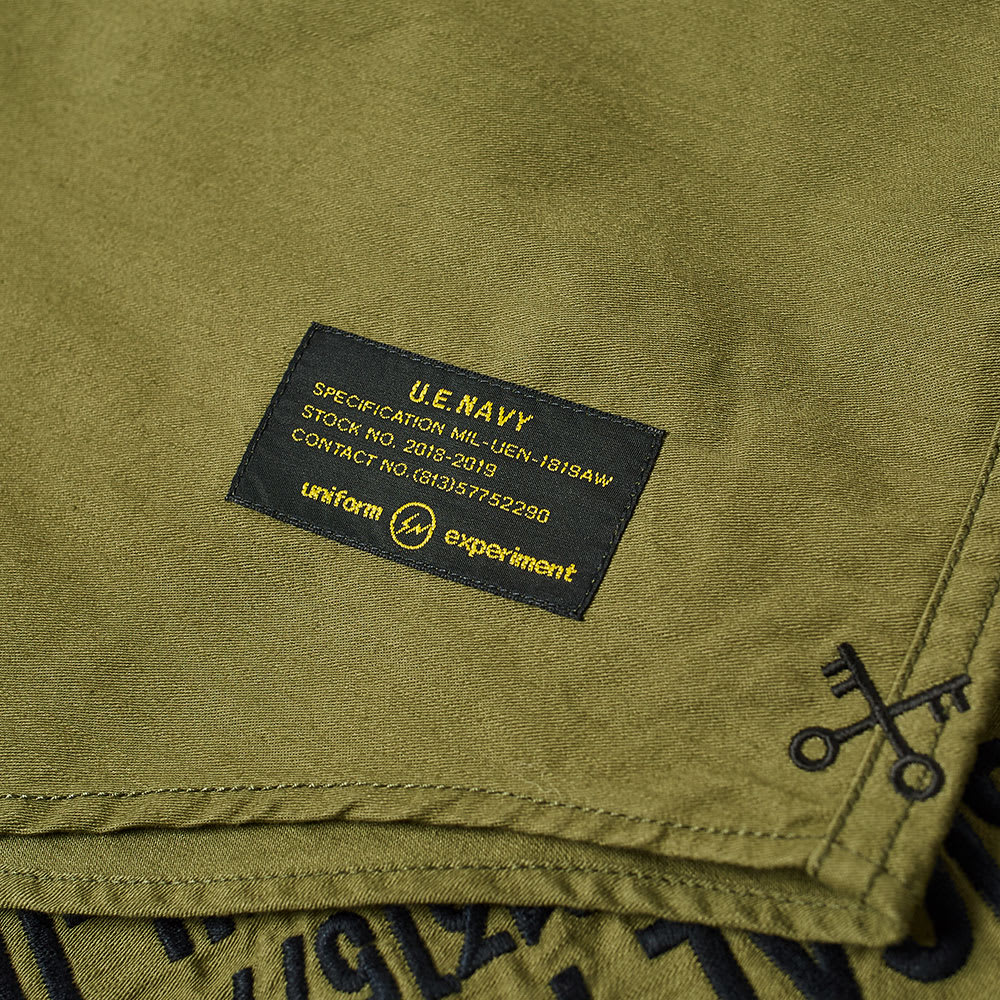 U.E.NAVY
SPECIFICATION MIL-UEN-1819AW
STOCK NO. 2018-2019
CONTACT NO.(813)57752290
uniform experiment